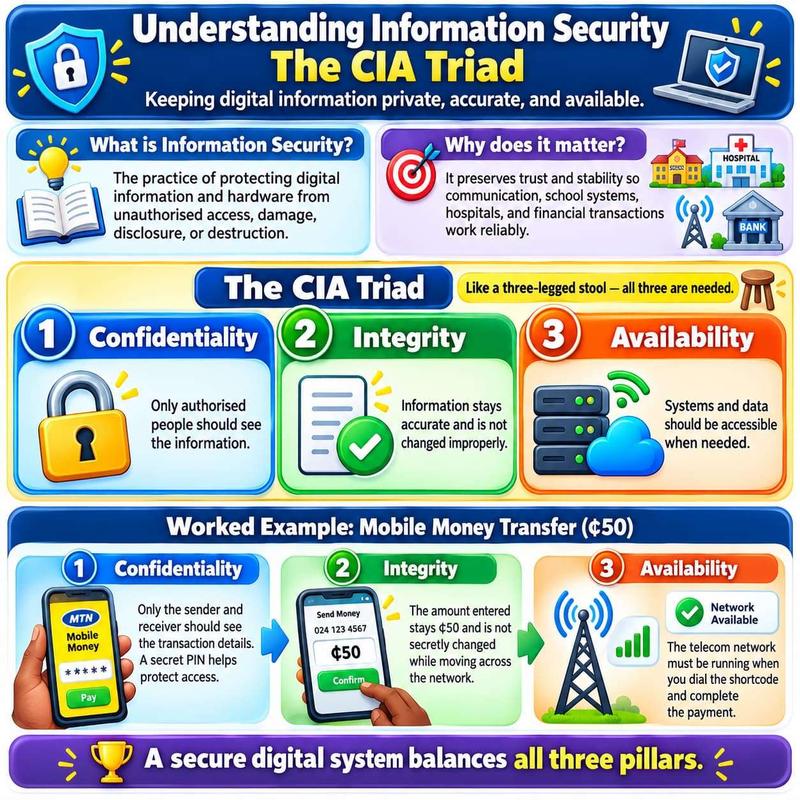 Understanding Information Security
The CIA Triad
Keeping digital information private, accurate, and available.
What is Information Security?
The practice of protecting digital
information and hardware from
unauthorised access, damage,
disclosure, or destruction.
Why does it matter?
It preserves trust and stability so
communication, school systems,
hospitals, and financial transactions
work reliably.
SCHOOL
HOSPITAL
BANK
The CIA Triad
Like a three-legged stool — all three are needed.
1 Confidentiality
Only authorised
people should see
the information.
2 Integrity
Information stays
accurate and is not
changed improperly.
3 Availability
Systems and data
should be accessible
when needed.
Worked Example: Mobile Money Transfer (¢50)
1 Confidentiality
MTN
Mobile
Money
*****
Pay
Only the sender and
receiver should see
the transaction details.
A secret PIN helps
protect access.
2 Integrity
Send Money
024 123 4567
¢50
Confirm
The amount entered
stays ¢50 and is not
secretly changed
while moving across
the network.
3 Availability
Network
Available
The telecom network
must be running when
you dial the shortcode
and complete
the payment.
A secure digital system balances all three pillars.